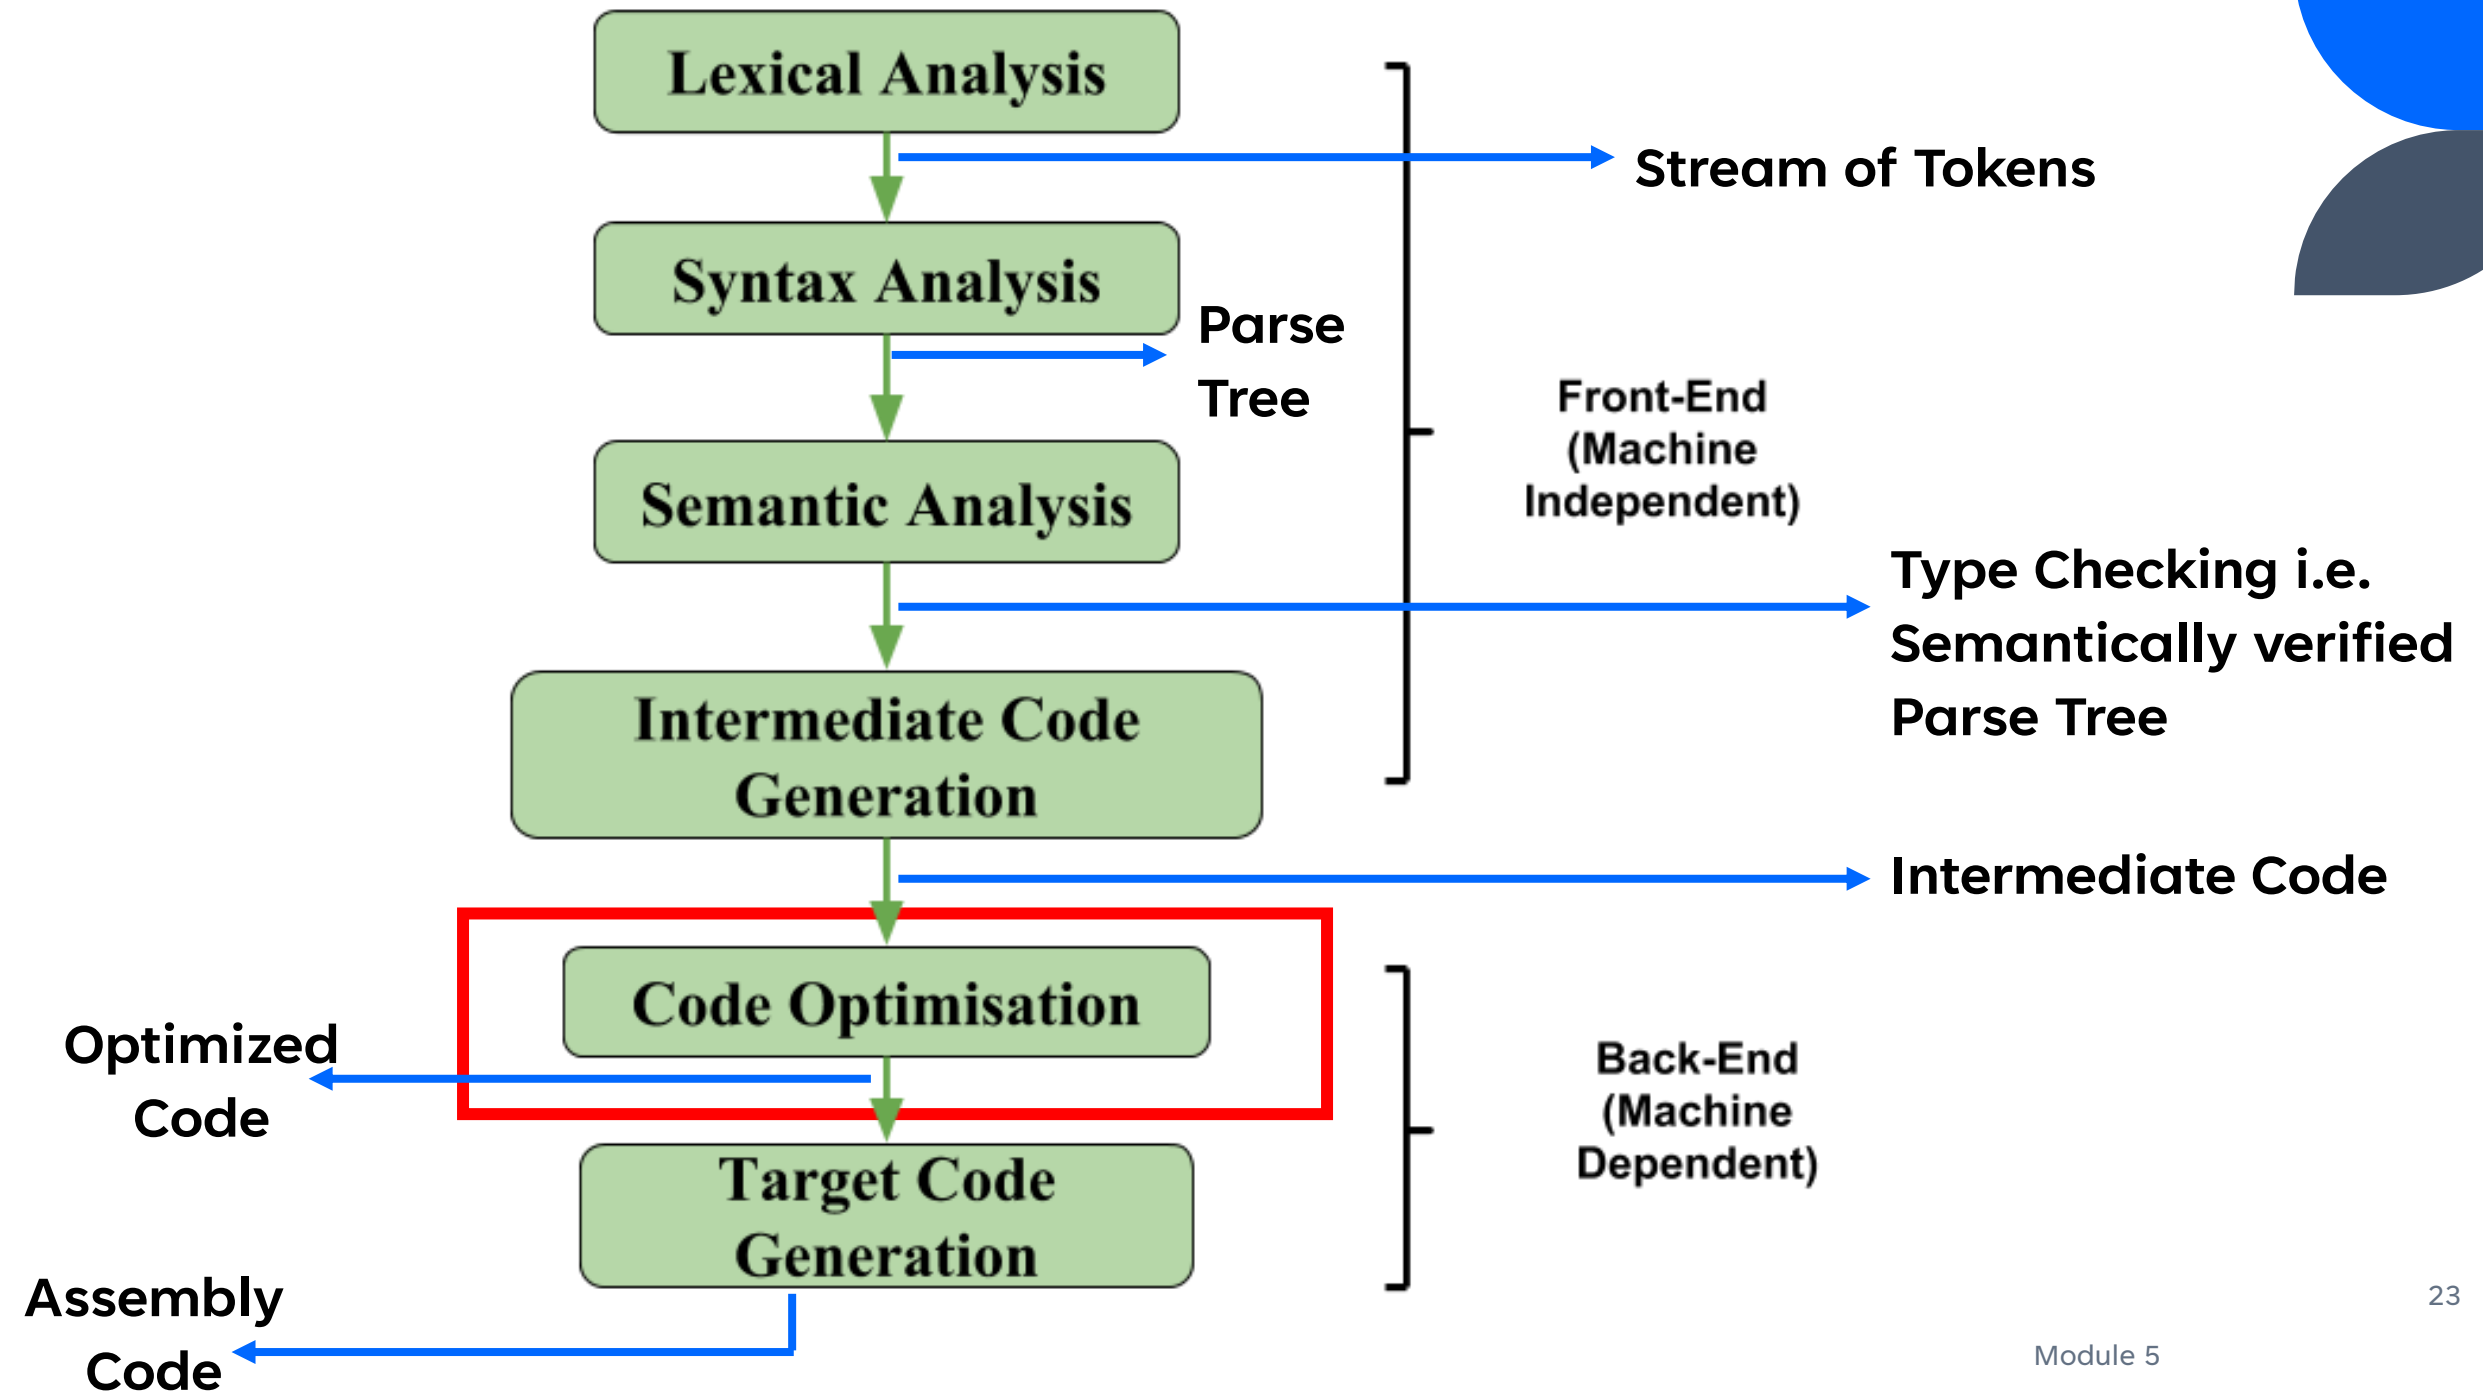 Lexical Analysis
Stream of Tokens
Syntax Analysis
Parse
Tree
Front-End
(Machine
Independent)
Semantic Analysis
Type Checking i.e.
Semantically verified
Parse Tree
Intermediate Code
Generation
Intermediate Code
Code Optimisation
Optimized
Code
Back-End
(Machine
Dependent)
Target Code
Generation
Assembly
Code
23
Module 5